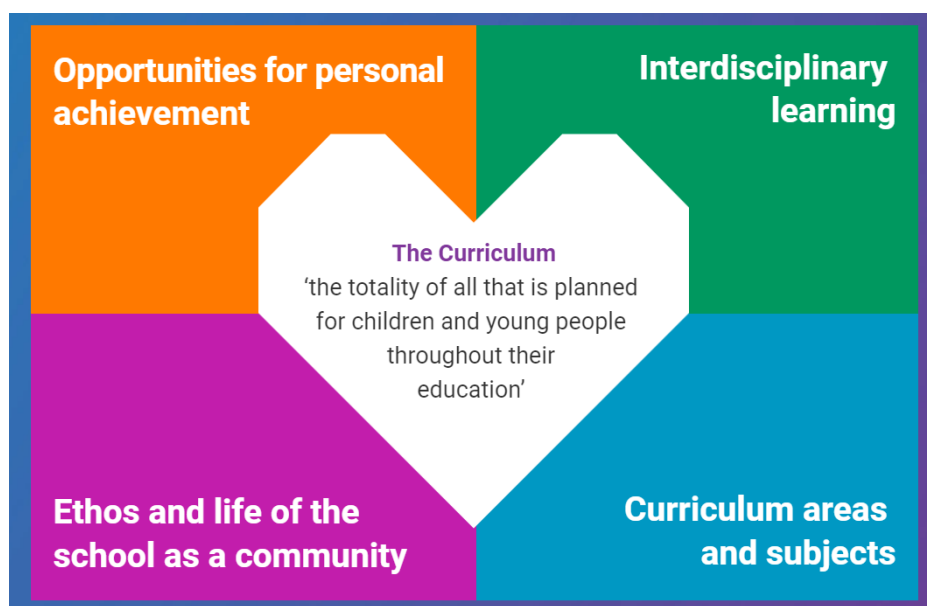 Opportunities for personal
achievement
Interdisciplinary
learning
The Curriculum
‘the totality of all that is planned
for children and young people
throughout their
education’
Ethos and life of the
school as a community
Curriculum areas
and subjects